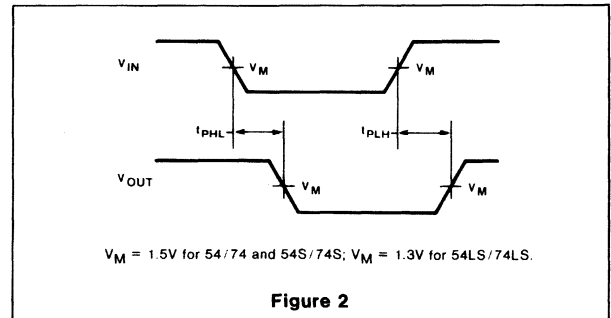 VIN
VM
VM
tPHL
tPLH
VOUT
VM
VM
VM = 1.5V for 54/74 and 54S/74S; VM = 1.3V for 54LS/74LS.
Figure 2